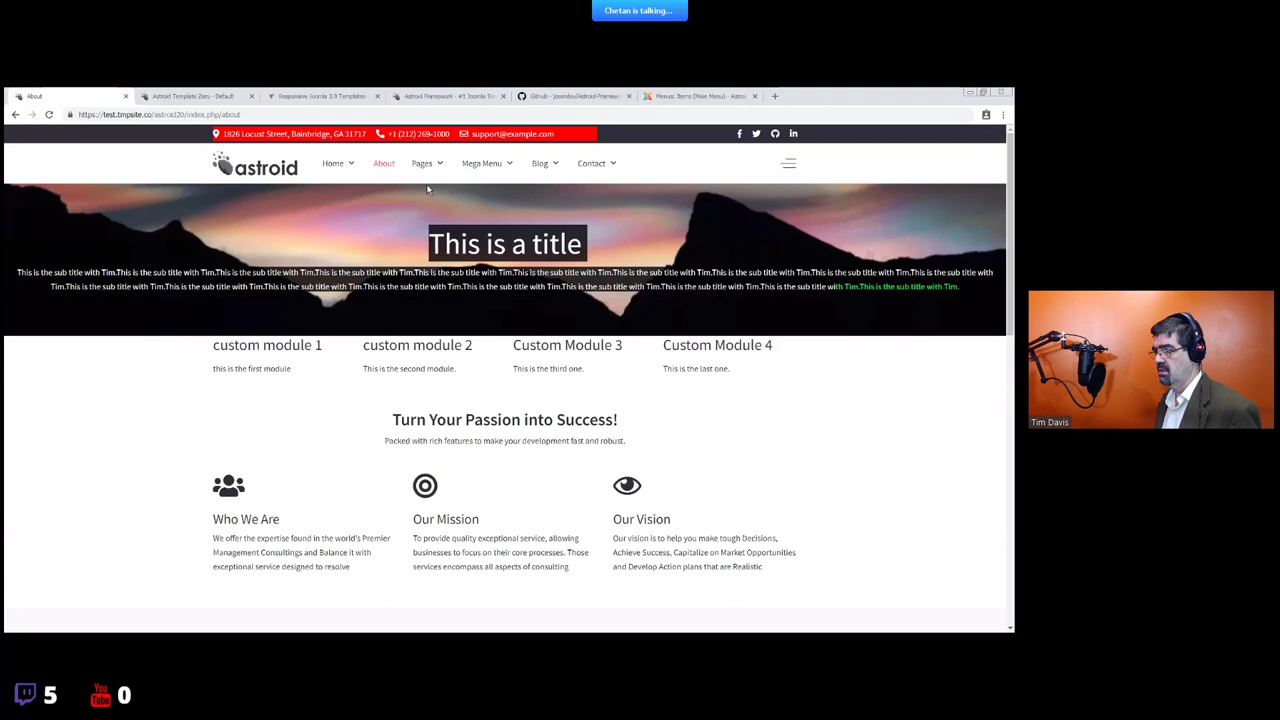 Chetan is talking...
About
Astroid Template Zero - Default
Responsive Joomla 3.9 Templates
Astroid Framework - #1 Joomla Te
GitHub - joomdev/Astroid-Framewo
Menus: Items (Main Menu) - Astro
https://test.tmpsite.co/astroid20/index.php/about
1826 Locust Street, Bainbridge, GA 31717 +1 (212) 269-1000 support@example.com
astroid Home About Pages Mega Menu Blog Contact
This is a title
This is the sub title with Tim.This is the sub title with Tim.This is the sub title with Tim.This is the sub title with Tim.This is the sub title with Tim.This is the sub title with Tim.This is the sub title with Tim.This is the sub title with Tim.This is the sub title with Tim.This is the sub title with
Tim.This is the sub title with Tim.This is the sub title with Tim.This is the sub title with Tim.This is the sub title with Tim.This is the sub title with Tim.This is the sub title with Tim.This is the sub title with Tim.This is the sub title with Tim.This is the sub title with Tim.
custom module 1
this is the first module
custom module 2
This is the second module.
Custom Module 3
This is the third one.
Custom Module 4
This is the last one.
Turn Your Passion into Success!
Packed with rich features to make your development fast and robust.
Who We Are
We offer the expertise found in the world's Premier
Management Consultings and Balance it with
exceptional service designed to resolve
Our Mission
To provide quality exceptional service, allowing
businesses to focus on their core processes. Those
services encompass all aspects of consulting
Our Vision
Our vision is to help you make tough Decisions,
Achieve Success, Capitalize on Market Opportunities
and Develop Action plans that are Realistic
Tim Davis
5
You
Tube
0